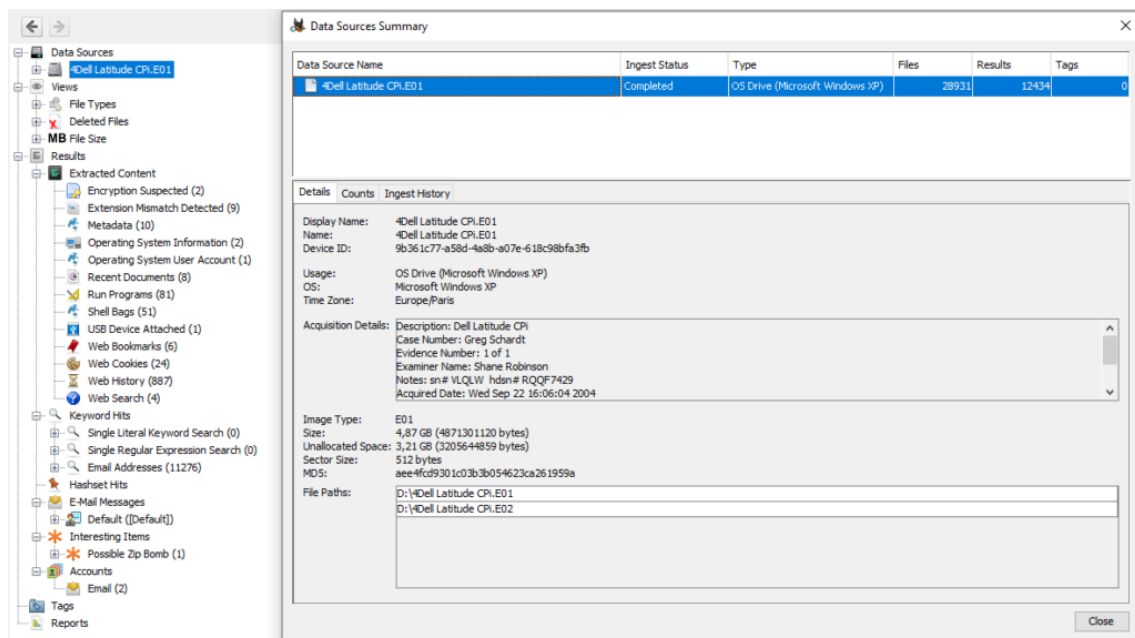 Data Sources
4Dell Latitude CPi.E01
Views
File Types
Deleted Files
MB File Size
Results
Extracted Content
Encryption Suspected (2)
Extension Mismatch Detected (9)
Metadata (10)
Operating System Information (2)
Operating System User Account (1)
Recent Documents (8)
Run Programs (81)
Shell Bags (51)
USB Device Attached (1)
Web Bookmarks (6)
Web Cookies (24)
Web History (887)
Web Search (4)
Keyword Hits
Single Literal Keyword Search (0)
Single Regular Expression Search (0)
Email Addresses (11276)
Hashset Hits
E-Mail Messages
Default ([Default])
Interesting Items
Possible Zip Bomb (1)
Accounts
Email (2)
Tags
Reports
Data Sources Summary
Data Source Name Ingest Status Type Files Results Tags
4Dell Latitude CPi.E01 Completed OS Drive (Microsoft Windows XP) 28931 12434 0
Details Counts Ingest History
Display Name: 4Dell Latitude CPi.E01
Name: 4Dell Latitude CPi.E01
Device ID: 9b361c77-a58d-4a8b-a07e-618c98bfa3fb
Usage: OS Drive (Microsoft Windows XP)
OS: Microsoft Windows XP
Time Zone: Europe/Paris
Acquisition Details: Description: Dell Latitude CPi
Case Number: Greg Schardt
Evidence Number: 1 of 1
Examiner Name: Shane Robinson
Notes: sn# VLQLW hdsn# RQQF7429
Acquired Date: Wed Sep 22 16:06:04 2004
Image Type: E01
Size: 4,87 GB (4871301120 bytes)
Unallocated Space: 3,21 GB (3205644859 bytes)
Sector Size: 512 bytes
MD5: aee4fcd9301c03b3b054623ca261959a
File Paths: D:\4Dell Latitude CPi.E01
D:\4Dell Latitude CPi.E02
Close